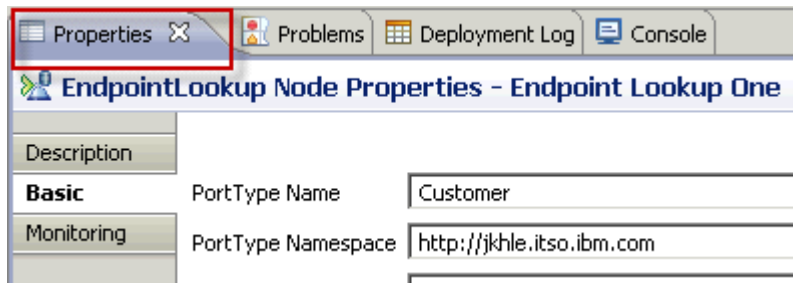 Properties Problems Deployment Log Console
EndpointLookup Node Properties - Endpoint Lookup One
Description
Basic PortType Name Customer
Monitoring PortType Namespace http://jkhle.itso.ibm.com